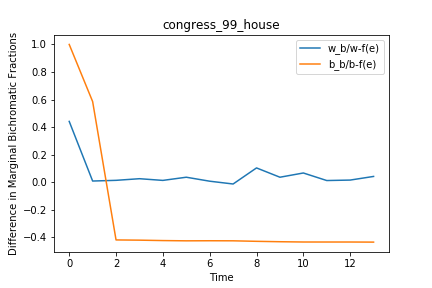 congress_99_house
w_b/w-f(e)
b_b/b-f(e)
Difference in Marginal Bichromatic Fractions
1.0
0.8
0.6
0.4
0.2
0.0
−0.2
−0.4
0 2 4 6 8 10 12
Time